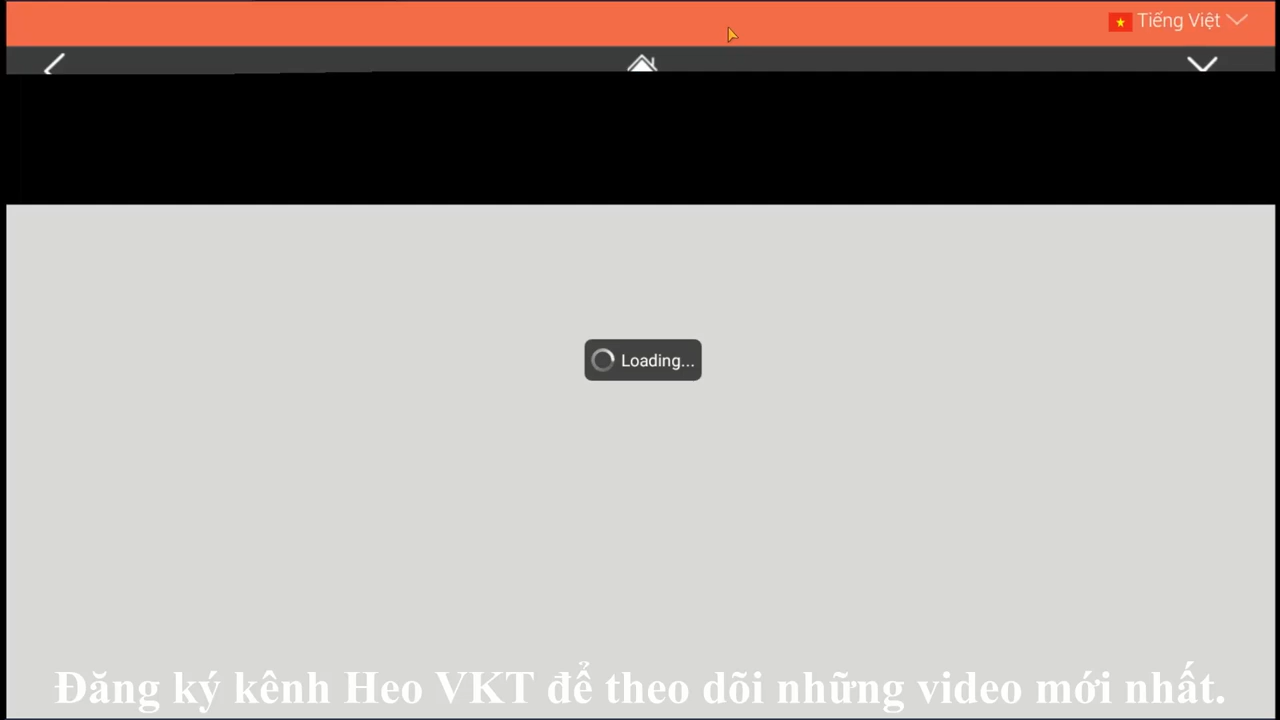 Tiếng Việt
Loading...
Đăng ký kênh Heo VKT để theo dõi những video mới nhất.